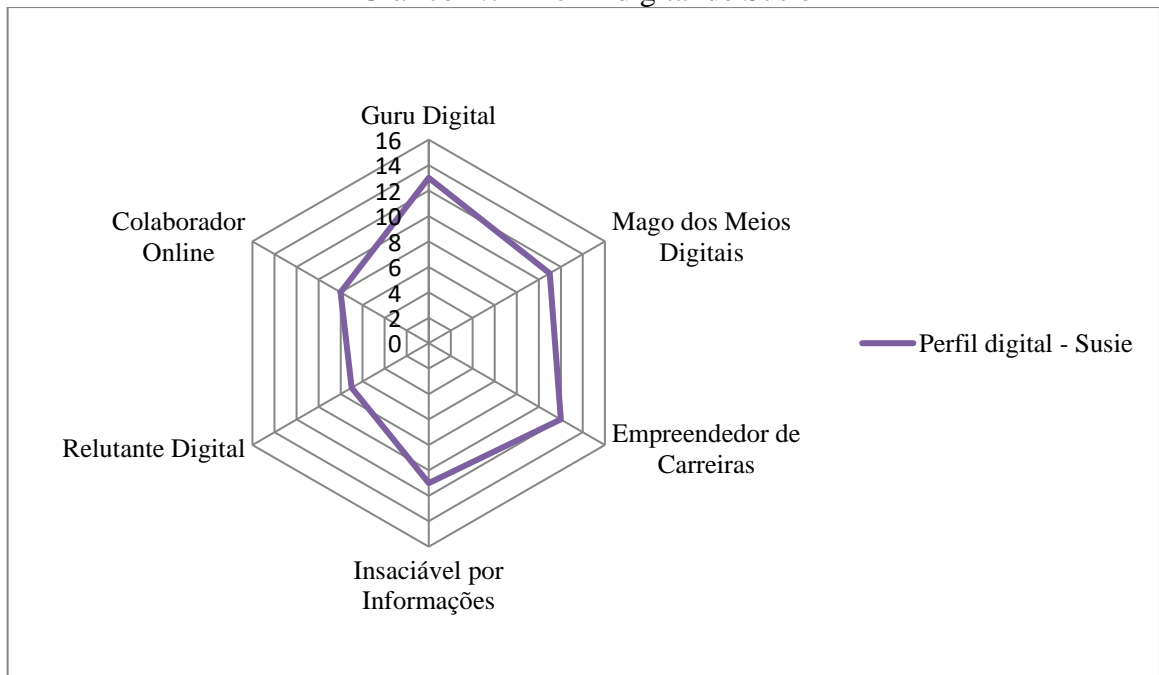 Guru Digital
16
14
12
10
8
6
4
2
0
Mago dos Meios
Digitais
Empreendedor de
Carreiras
Insaciável por
Informações
Relutante Digital
Colaborador
Online
Perfil digital - Susie